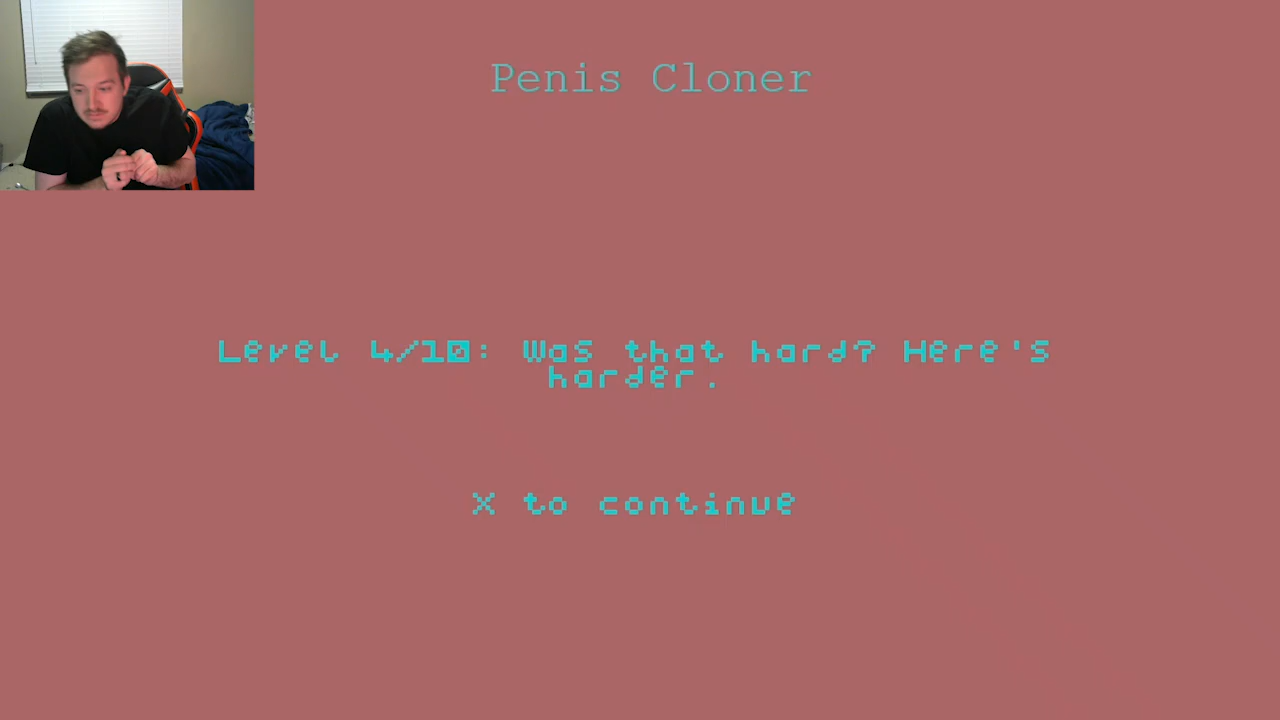 Penis Cloner
Level 4/10: Was that hard? Here's
harder.
X to continue